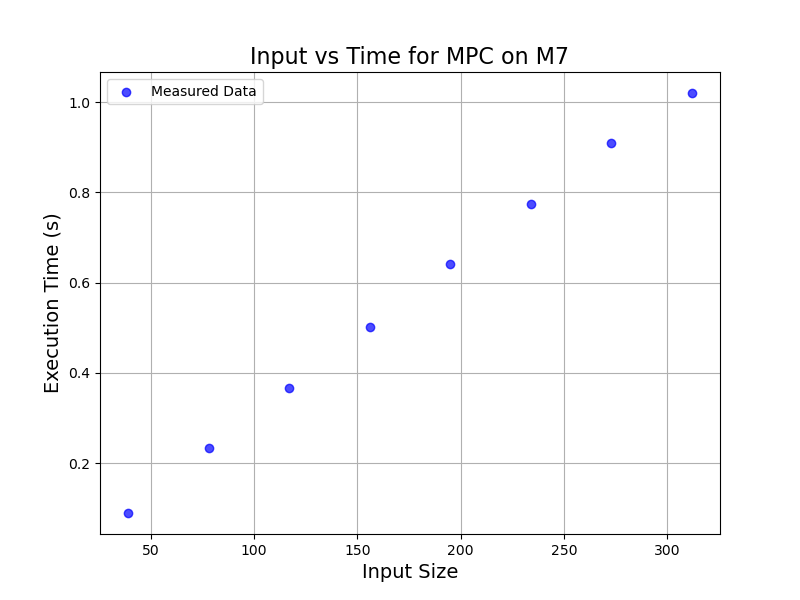 Input vs Time for MPC on M7
Measured Data
Execution Time (s)
1.0
0.8
0.6
0.4
0.2
50 100 150 200 250 300
Input Size